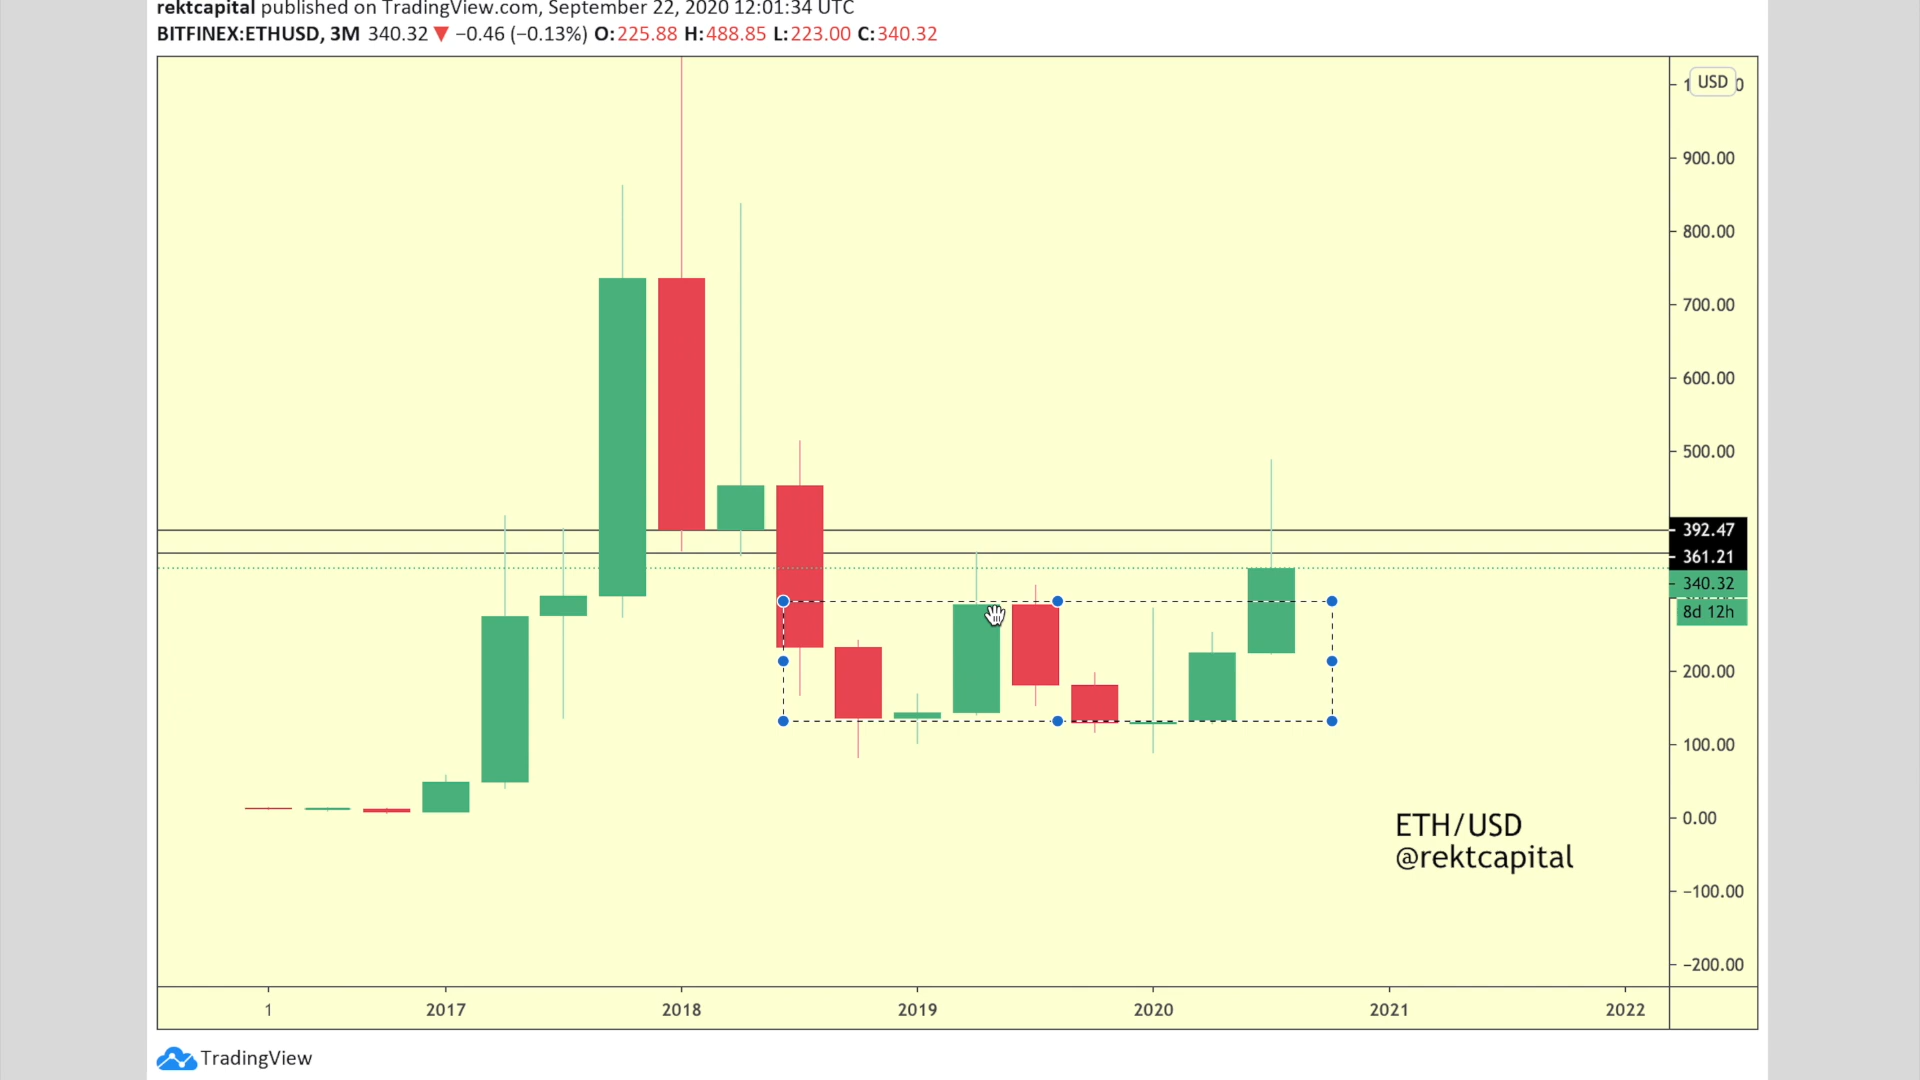 rektcapital published on TradingView.com, September 22, 2020 12:01:34 UTC
BITFINEX:ETHUSD, 3M 340.32 ▼ −0.46 (−0.13%) O:225.88 H:488.85 L:223.00 C:340.32
USD
900.00
800.00
700.00
600.00
500.00
392.47
361.21
340.32
8d 12h
200.00
100.00
0.00
−100.00
−200.00
ETH/USD
@rektcapital
1 2017 2018 2019 2020 2021 2022
TradingView